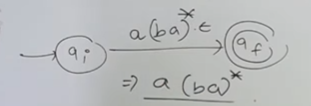 a(ba)*.ε
qi qf
⇒ a (ba)*